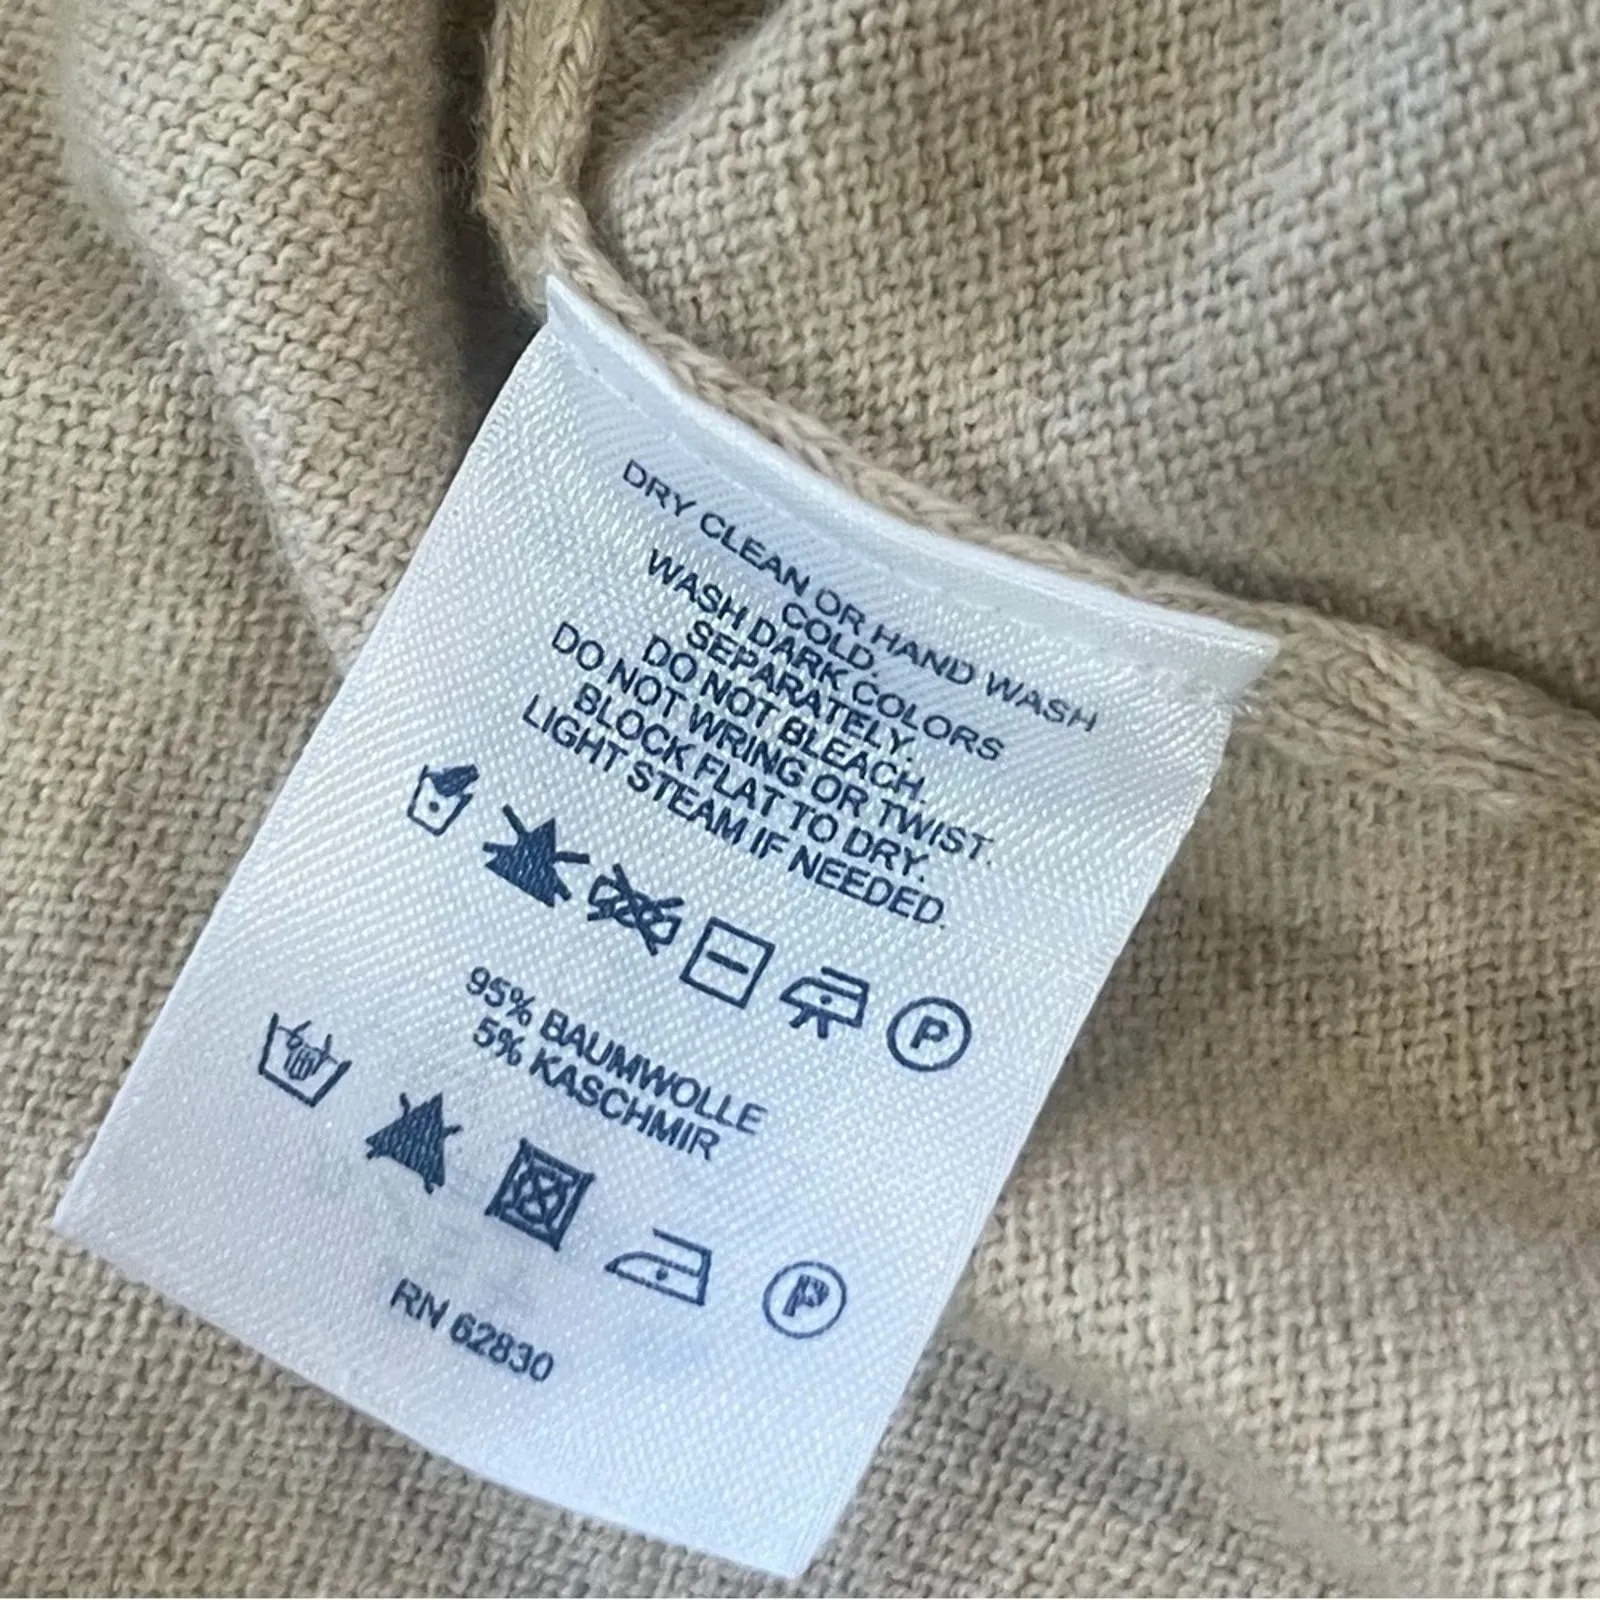 DRY CLEAN OR HAND WASH
COLD.
WASH DARK COLORS
SEPARATELY.
DO NOT BLEACH.
DO NOT WRING OR TWIST.
BLOCK FLAT TO DRY.
LIGHT STEAM IF NEEDED.
P
95% BAUMWOLLE
5% KASCHMIR
P
RN 62830